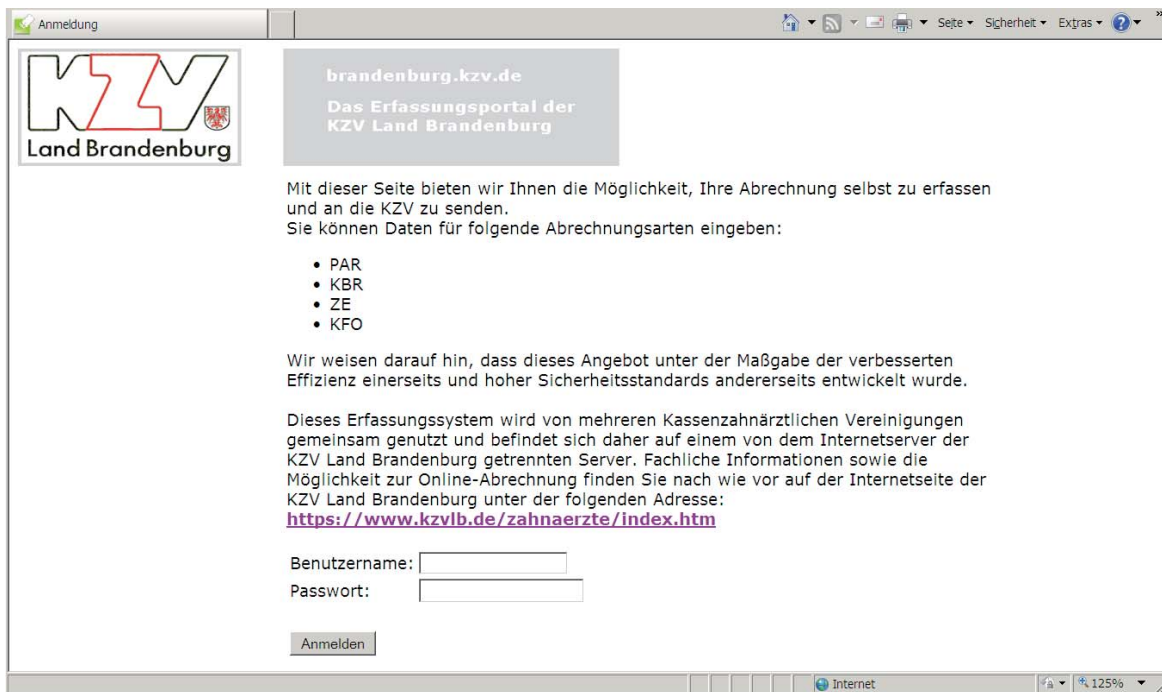 Anmeldung
Seite
Sicherheit
Extras
KZV
Land Brandenburg
brandenburg.kzv.de
Das Erfassungsportal der
KZV Land Brandenburg
Mit dieser Seite bieten wir Ihnen die Möglichkeit, Ihre Abrechnung selbst zu erfassen
und an die KZV zu senden.
Sie können Daten für folgende Abrechnungsarten eingeben:
• PAR
• KBR
• ZE
• KFO
Wir weisen darauf hin, dass dieses Angebot unter der Maßgabe der verbesserten
Effizienz einerseits und hoher Sicherheitsstandards andererseits entwickelt wurde.
Dieses Erfassungssystem wird von mehreren Kassenzahnärztlichen Vereinigungen
gemeinsam genutzt und befindet sich daher auf einem von dem Internetserver der
KZV Land Brandenburg getrennten Server. Fachliche Informationen sowie die
Möglichkeit zur Online-Abrechnung finden Sie nach wie vor auf der Internetseite der
KZV Land Brandenburg unter der folgenden Adresse:
https://www.kzvlb.de/zahnaerzte/index.htm
Benutzername:
Passwort:
Anmelden
Internet
125%